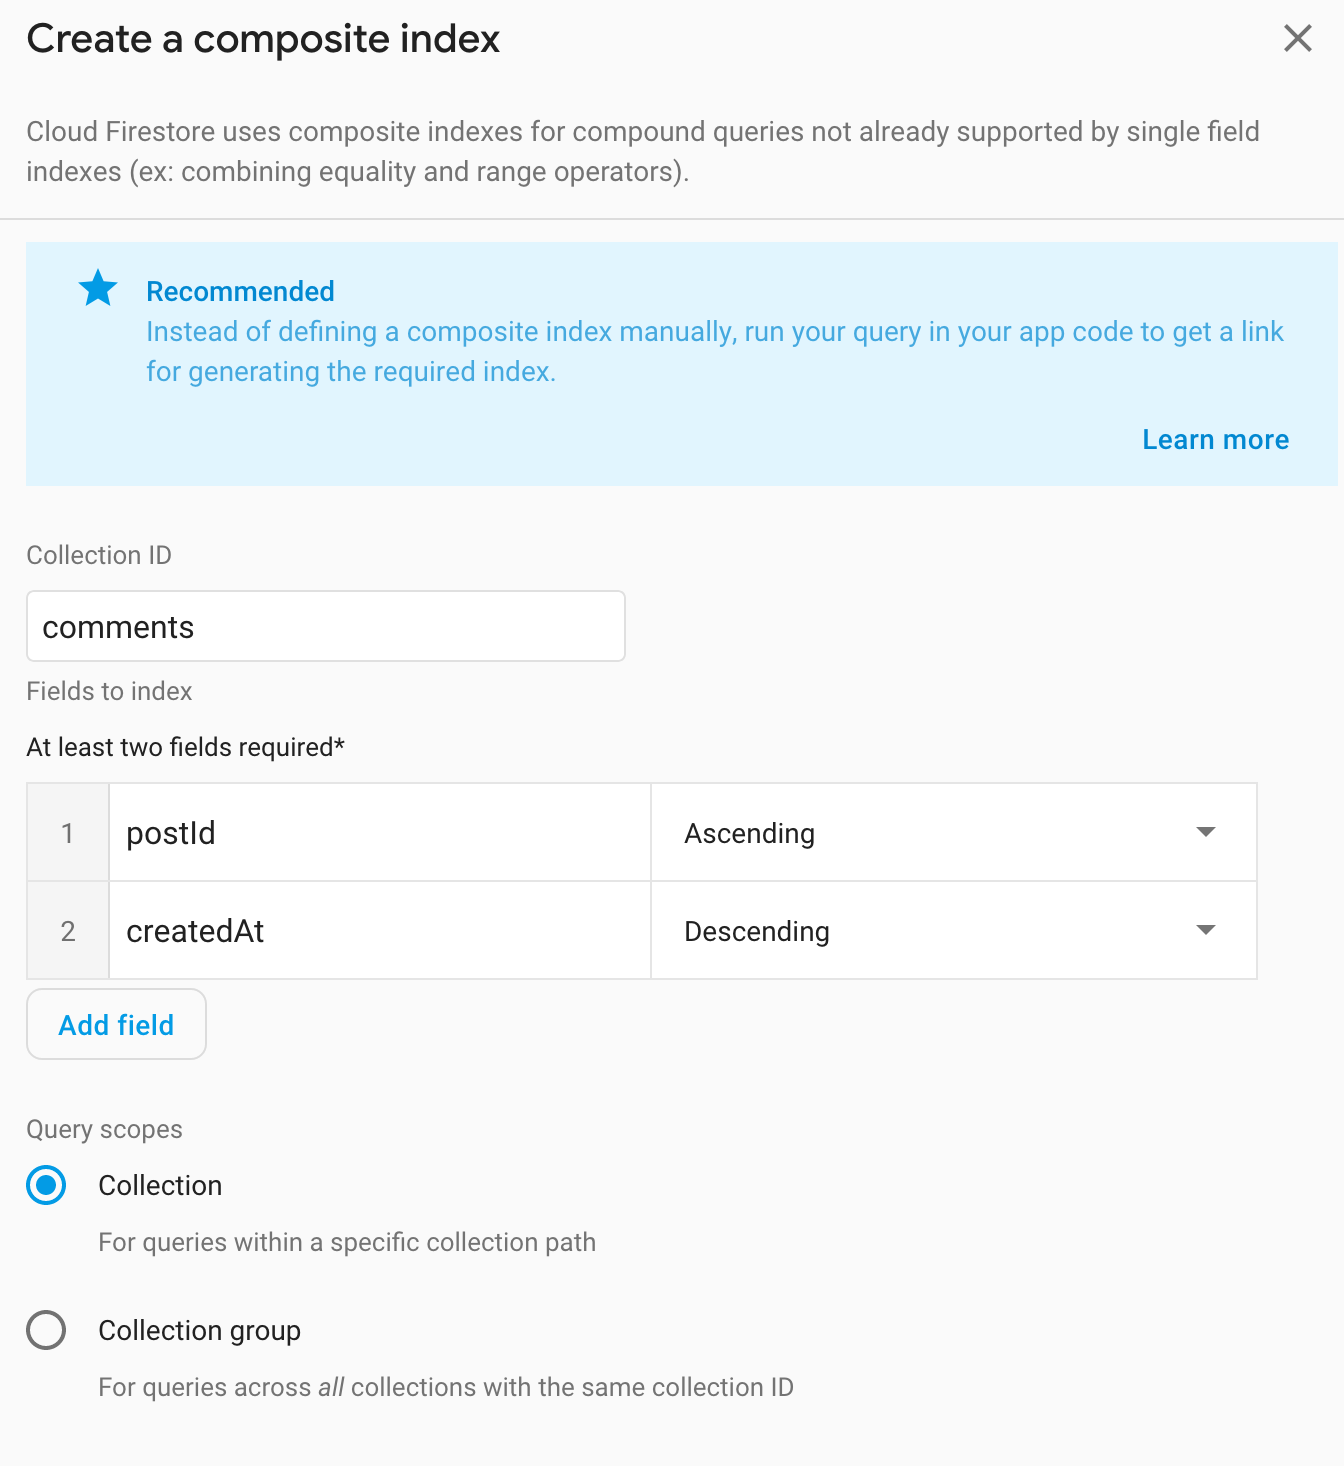 Create a composite index
Cloud Firestore uses composite indexes for compound queries not already supported by single field
indexes (ex: combining equality and range operators).
Recommended
Instead of defining a composite index manually, run your query in your app code to get a link
for generating the required index.
Learn more
Collection ID
comments
Fields to index
At least two fields required*
1 postId Ascending
2 createdAt Descending
Add field
Query scopes
Collection
For queries within a specific collection path
Collection group
For queries across all collections with the same collection ID